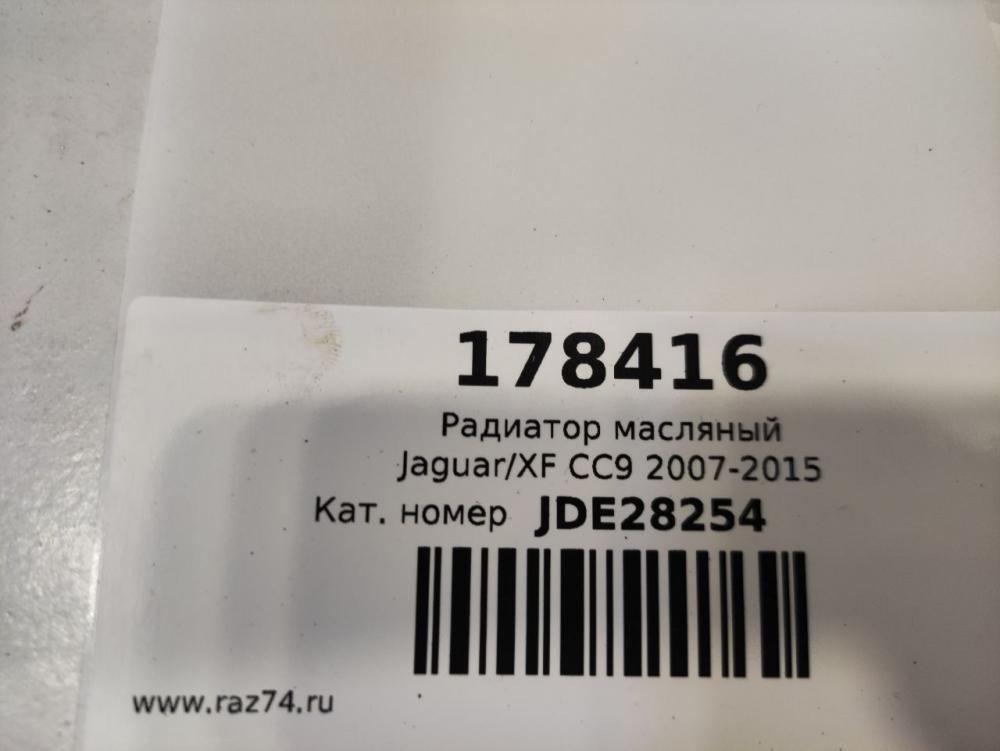 178416
Радиатор масляный
Jaguar/XF CC9 2007-2015
Кат. номер JDE28254
www.raz74.ru